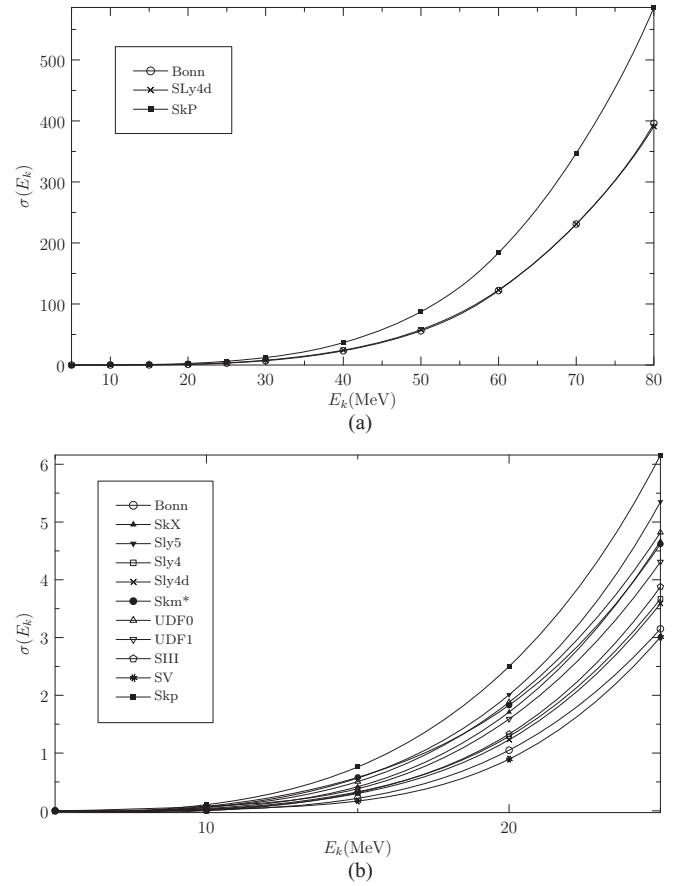 500
400
300
200
100
0
σ(E_k)
Bonn
SLy4d
SkP
10 20 30 40 50 60 70 80
E_k(MeV)
(a)
6
5
4
3
2
1
0
σ(E_k)
Bonn
SkX
Sly5
Sly4
Sly4d
Skm*
UDF0
UDF1
SIII
SV
Skp
10 20
E_k(MeV)
(b)